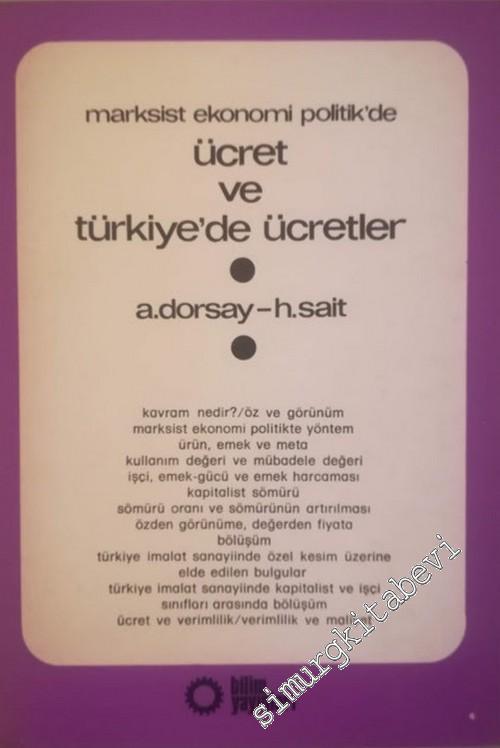 marksist ekonomi politik'de
ücret
ve
türkiye'de ücretler
a.dorsay-h.sait
kavram nedir?/öz ve görünüm
marksist ekonomi politikte yöntem
ürün, emek ve meta
kullanım değeri ve mübadele değeri
işçi, emek-gücü ve emek harcaması
kapitalist sömürü
sömürü oranı ve sömürünün artırılması
özden görünüme, değerden fiyata
bölüşüm
türkiye imalat sanayiinde özel kesim üzerine
elde edilen bulgular
türkiye imalat sanayiinde kapitalist ve işçi
sınıfları arasında bölüşüm
ücret ve verimlilik/verimlilik ve maliyet
bilim
simurgkitabevi